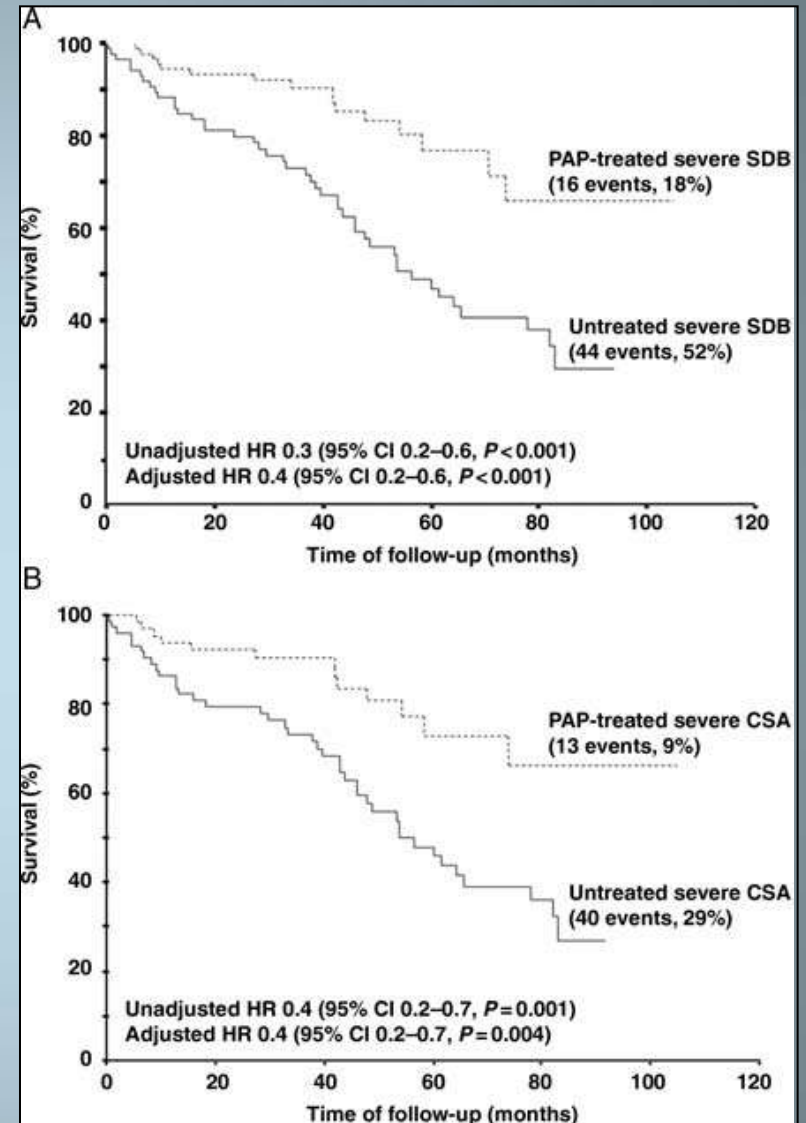 A
100
80
60
40
20
0
Survival (%)
PAP-treated severe SDB
(16 events, 18%)
Untreated severe SDB
(44 events, 52%)
Unadjusted HR 0.3 (95% CI 0.2–0.6, P<0.001)
Adjusted HR 0.4 (95% CI 0.2–0.6, P<0.001)
0 20 40 60 80 100 120
Time of follow-up (months)
B
100
80
60
40
20
0
Survival (%)
PAP-treated severe CSA
(13 events, 9%)
Untreated severe CSA
(40 events, 29%)
Unadjusted HR 0.4 (95% CI 0.2–0.7, P=0.001)
Adjusted HR 0.4 (95% CI 0.2–0.7, P=0.004)
0 20 40 60 80 100 120
Time of follow-up (months)